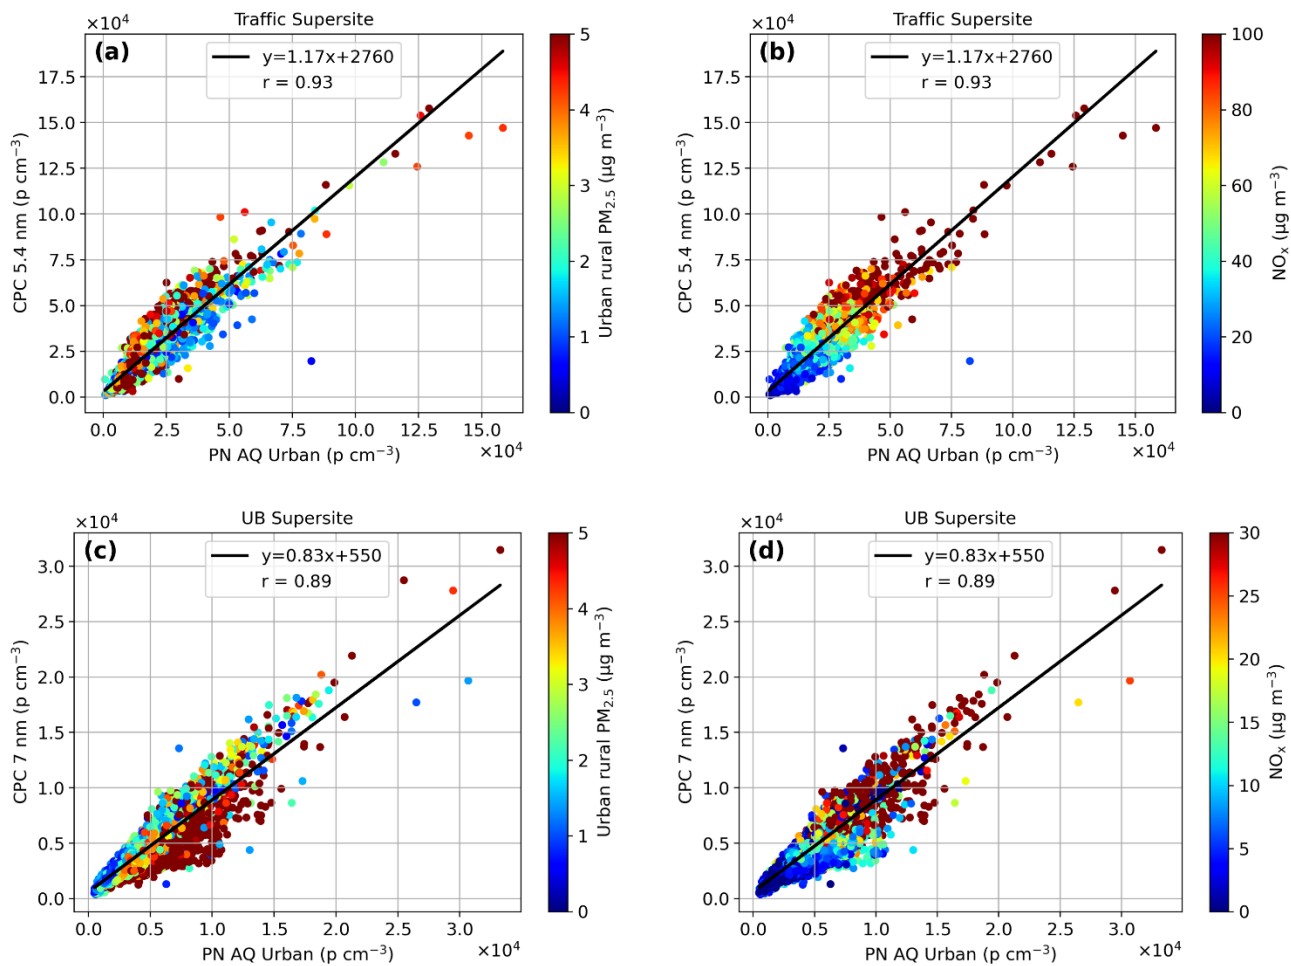 Traffic Supersite
×10⁴
(a)
y=1.17x+2760
r = 0.93
17.5
15.0
12.5
10.0
7.5
5.0
2.5
0.0
CPC 5.4 nm (p cm⁻³)
0.0 2.5 5.0 7.5 10.0 12.5 15.0
×10⁴
PN AQ Urban (p cm⁻³)
5
4
3
2
1
0
Urban rural PM₂.₅ (µg m⁻³)
Traffic Supersite
×10⁴
(b)
y=1.17x+2760
r = 0.93
17.5
15.0
12.5
10.0
7.5
5.0
2.5
0.0
CPC 5.4 nm (p cm⁻³)
0.0 2.5 5.0 7.5 10.0 12.5 15.0
×10⁴
PN AQ Urban (p cm⁻³)
100
80
60
40
20
0
NOₓ (µg m⁻³)
UB Supersite
×10⁴
(c)
y=0.83x+550
r = 0.89
3.0
2.5
2.0
1.5
1.0
0.5
0.0
CPC 7 nm (p cm⁻³)
0.0 0.5 1.0 1.5 2.0 2.5 3.0
×10⁴
PN AQ Urban (p cm⁻³)
5
4
3
2
1
0
Urban rural PM₂.₅ (µg m⁻³)
UB Supersite
×10⁴
(d)
y=0.83x+550
r = 0.89
3.0
2.5
2.0
1.5
1.0
0.5
0.0
CPC 7 nm (p cm⁻³)
0.0 0.5 1.0 1.5 2.0 2.5 3.0
×10⁴
PN AQ Urban (p cm⁻³)
30
25
20
15
10
5
0
NOₓ (µg m⁻³)